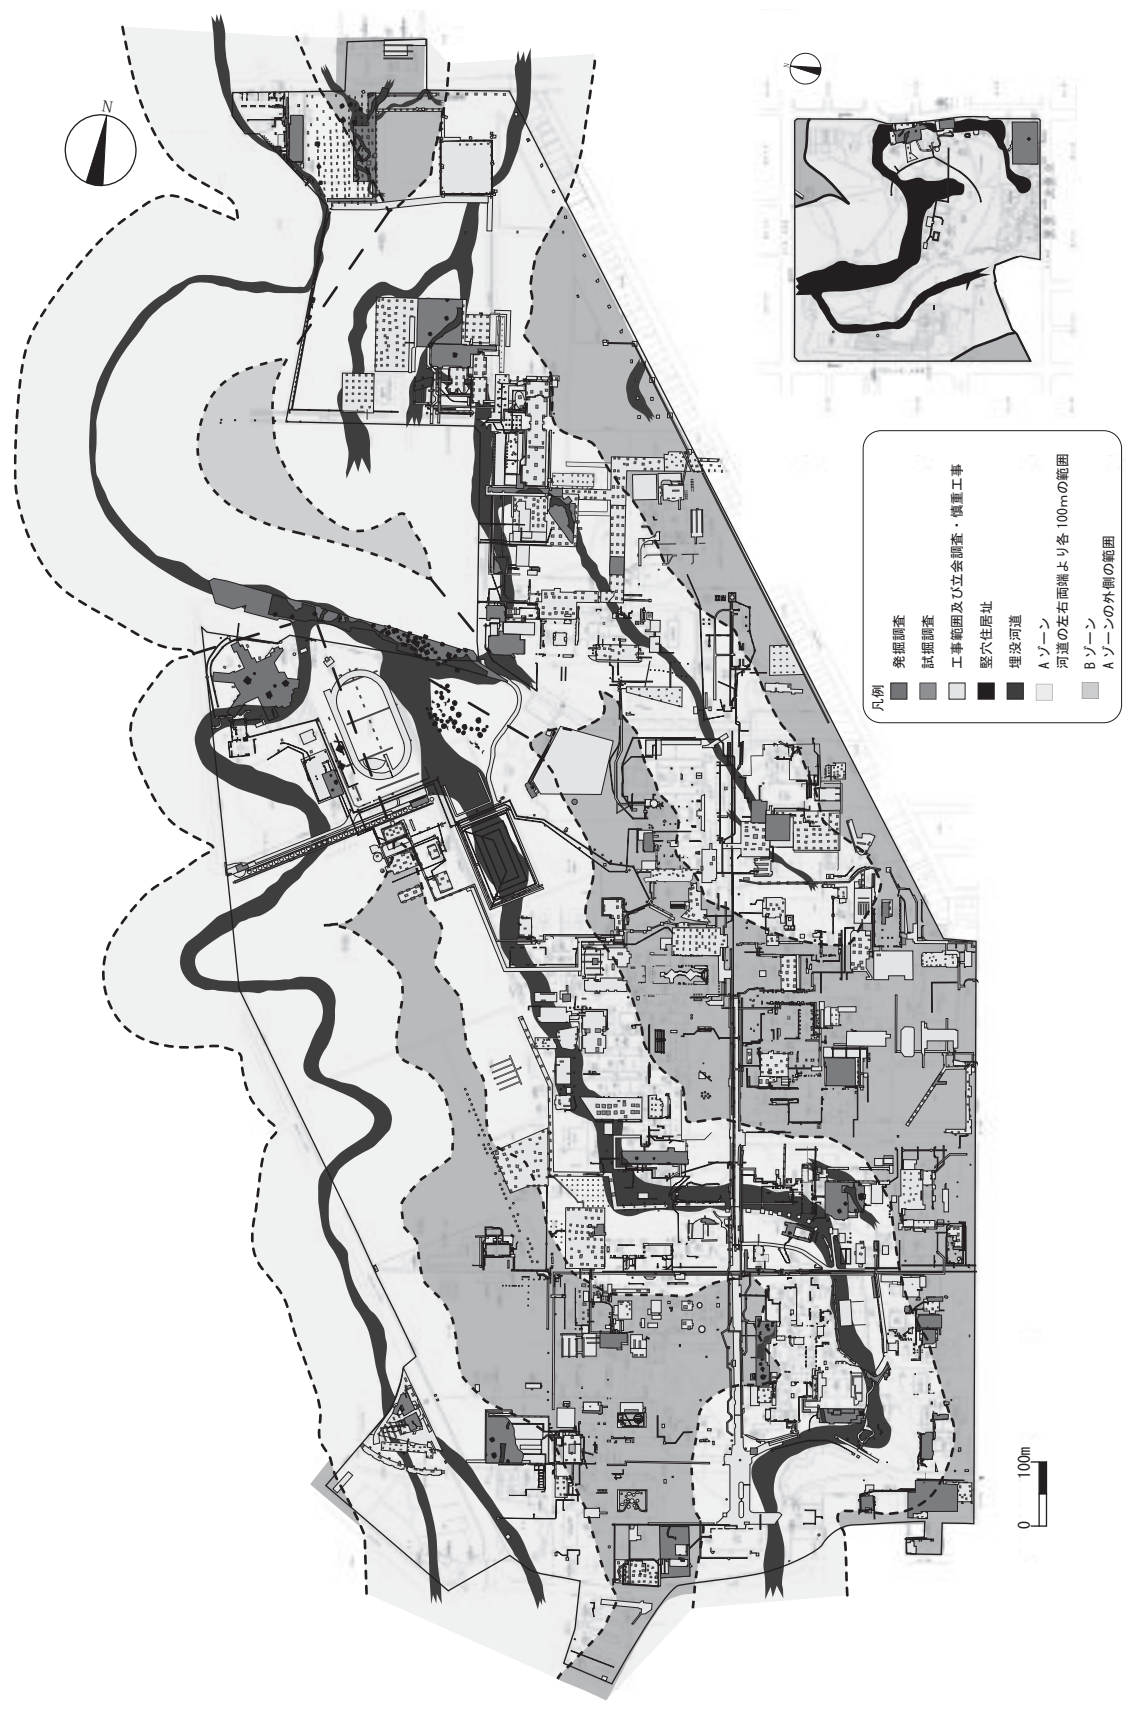 N
N
凡例
発掘調査
試掘調査
工事範囲及び立会調査・慎重工事
竪穴住居址
埋没河道
Aゾーン
河道の左右両端より各100mの範囲
Bゾーン
Aゾーンの外側の範囲
0 100m